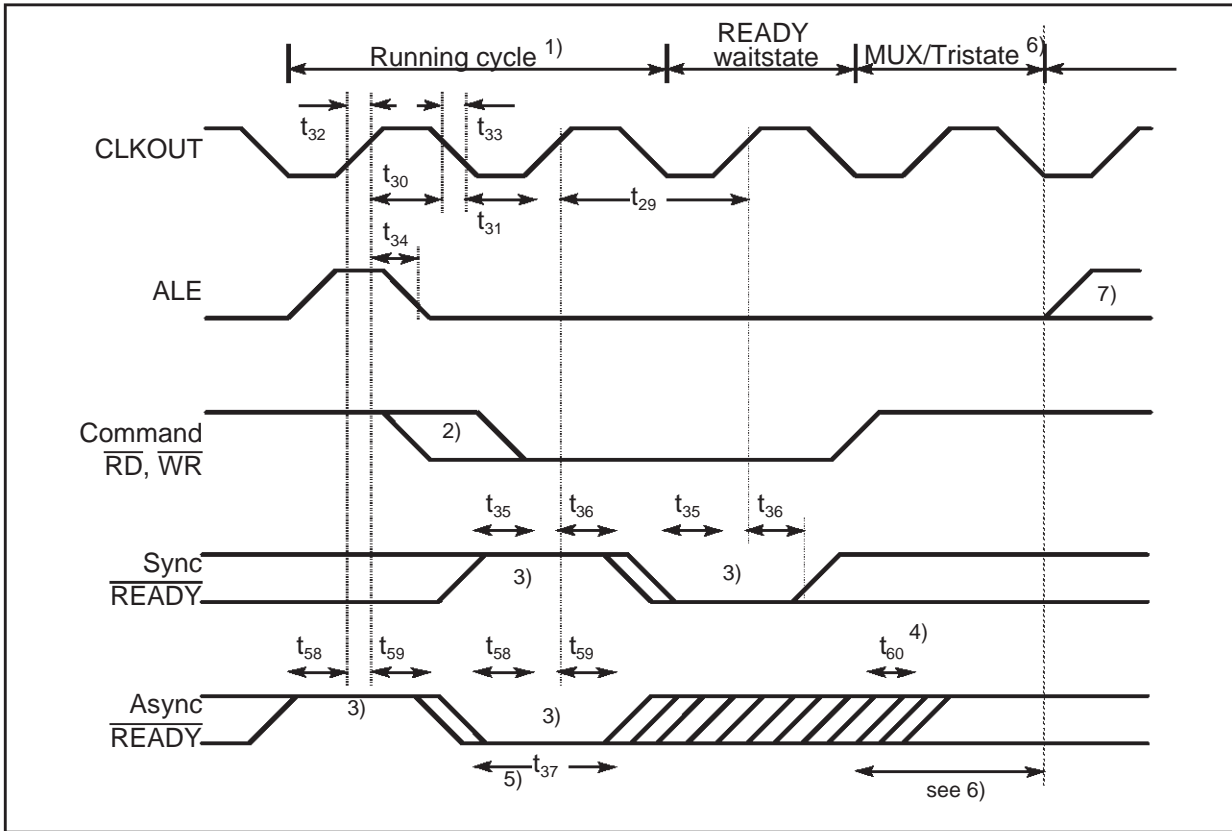 READY
Running cycle 1) waitstate MUX/Tristate 6)
t32 t33
CLKOUT
t30
t31 t29
t34
ALE 7)
2)
Command
RD, WR
t35 t36 t35 t36
Sync 3) 3)
READY
t58 t59 t58 t59 t60 4)
Async 3) 3)
READY
5) t37
see 6)